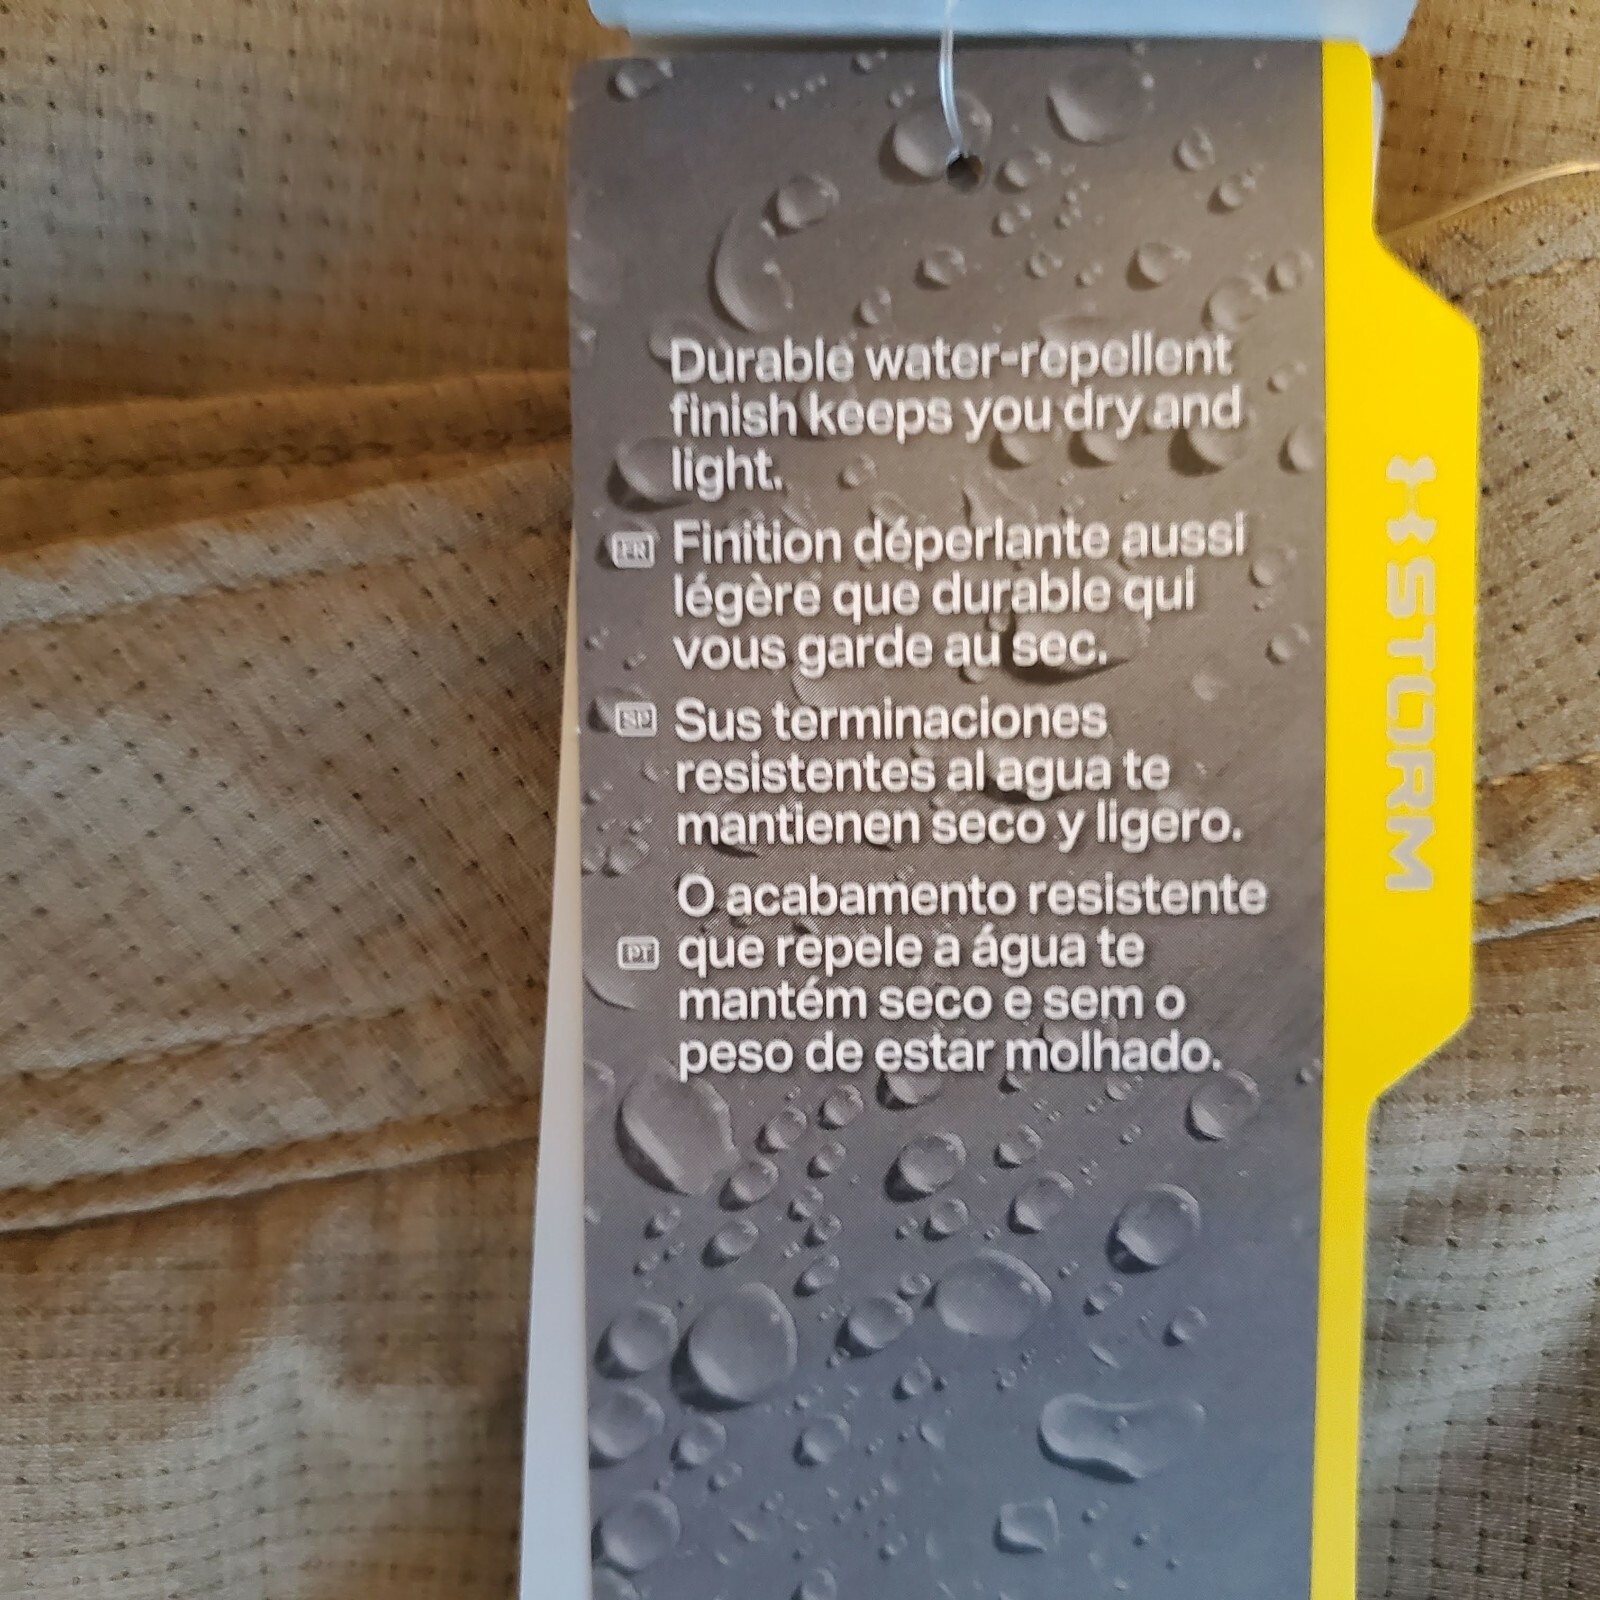 Durable water-repellent
finish keeps you dry and
light.
FR Finition déperlante aussi
légère que durable qui
vous garde au sec.
SP Sus terminaciones
resistentes al agua te
mantienen seco y ligero.
O acabamento resistente
PT que repele a água te
mantém seco e sem o
peso de estar molhado.
STORM